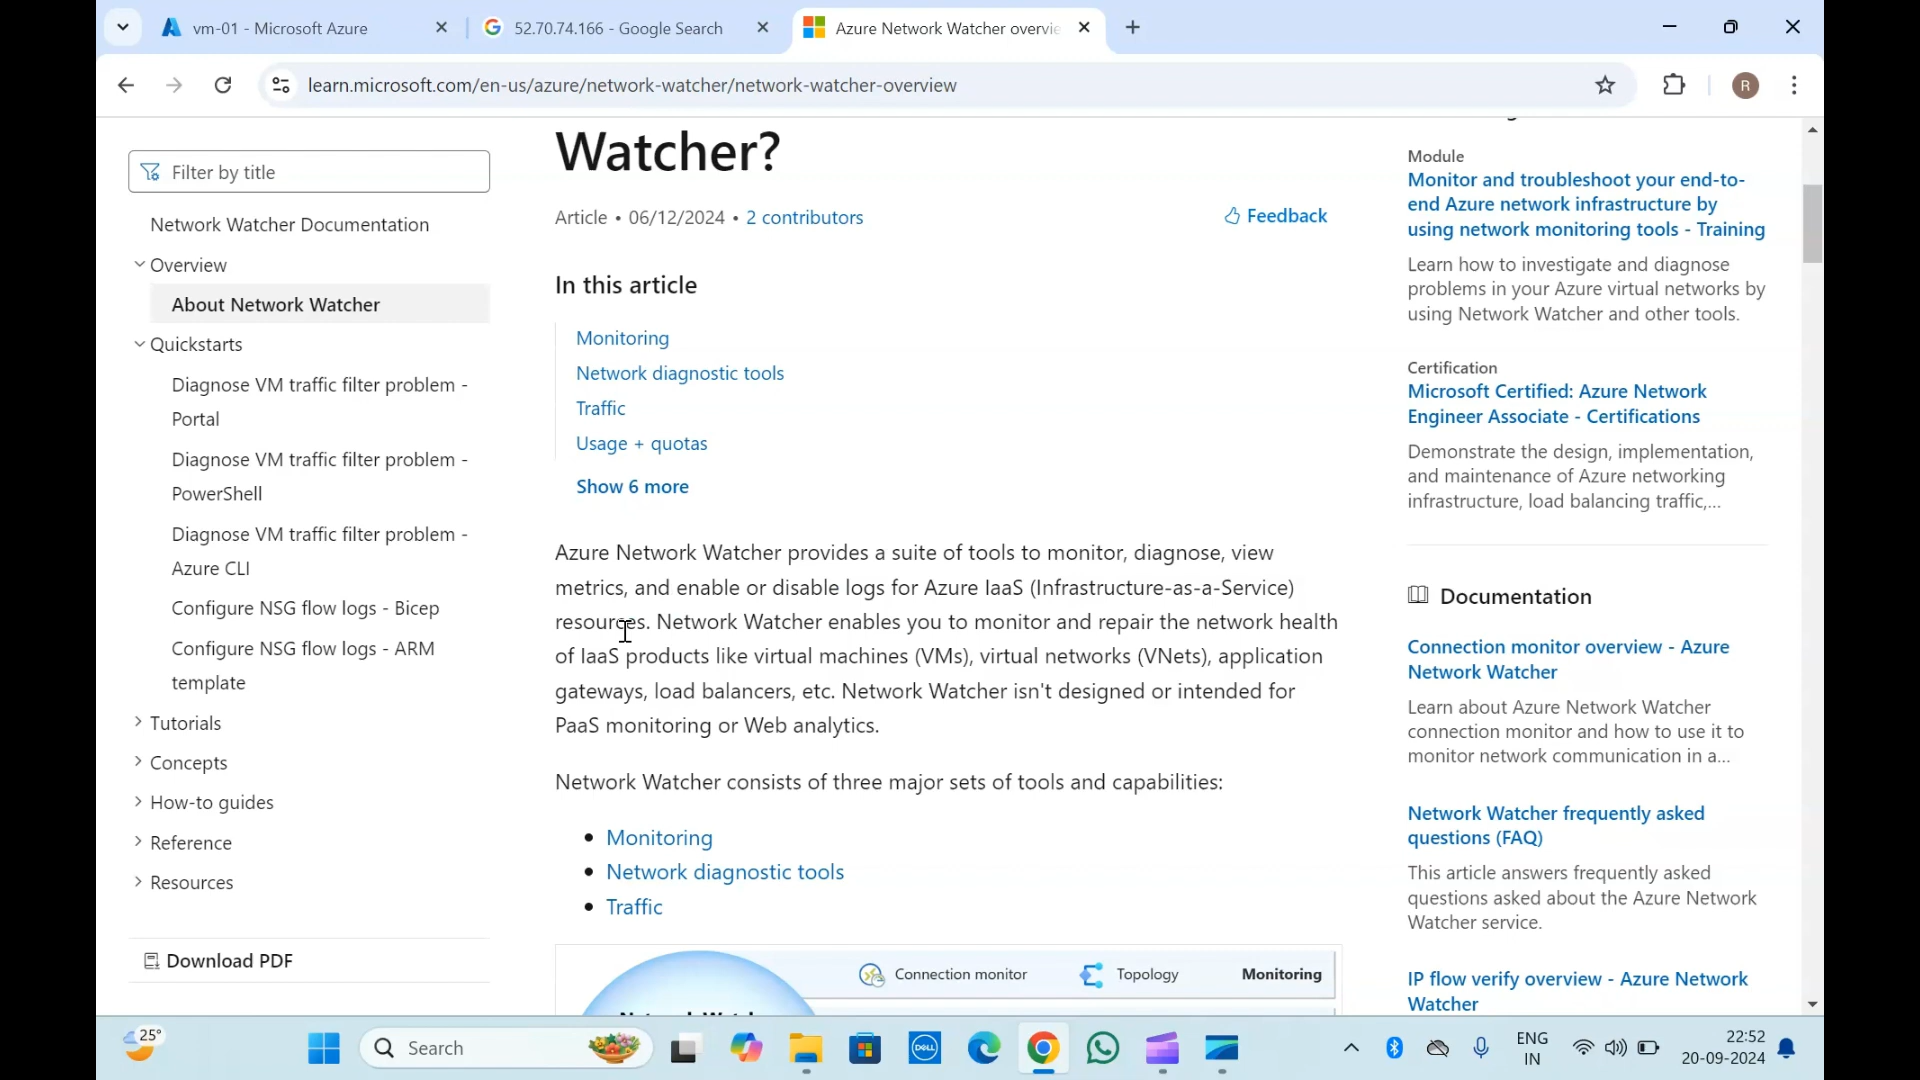 vm-01 - Microsoft Azure
52.70.74.166 - Google Search
Azure Network Watcher overvie
learn.microsoft.com/en-us/azure/network-watcher/network-watcher-overview
R
Filter by title
Network Watcher Documentation
Overview
About Network Watcher
Quickstarts
Diagnose VM traffic filter problem -
Portal
Diagnose VM traffic filter problem -
PowerShell
Diagnose VM traffic filter problem -
Azure CLI
Configure NSG flow logs - Bicep
Configure NSG flow logs - ARM
template
Tutorials
Concepts
How-to guides
Reference
Resources
Download PDF
Watcher?
Article • 06/12/2024 • 2 contributors
Feedback
In this article
Monitoring
Network diagnostic tools
Traffic
Usage + quotas
Show 6 more
Azure Network Watcher provides a suite of tools to monitor, diagnose, view
metrics, and enable or disable logs for Azure IaaS (Infrastructure-as-a-Service)
resources. Network Watcher enables you to monitor and repair the network health
of IaaS products like virtual machines (VMs), virtual networks (VNets), application
gateways, load balancers, etc. Network Watcher isn't designed or intended for
PaaS monitoring or Web analytics.
Network Watcher consists of three major sets of tools and capabilities:
• Monitoring
• Network diagnostic tools
• Traffic
Connection monitor
Topology
Monitoring
Module
Monitor and troubleshoot your end-to-
end Azure network infrastructure by
using network monitoring tools - Training
Learn how to investigate and diagnose
problems in your Azure virtual networks by
using Network Watcher and other tools.
Certification
Microsoft Certified: Azure Network
Engineer Associate - Certifications
Demonstrate the design, implementation,
and maintenance of Azure networking
infrastructure, load balancing traffic,...
Documentation
Connection monitor overview - Azure
Network Watcher
Learn about Azure Network Watcher
connection monitor and how to use it to
monitor network communication in a...
Network Watcher frequently asked
questions (FAQ)
This article answers frequently asked
questions asked about the Azure Network
Watcher service.
IP flow verify overview - Azure Network
Watcher
25°
Search
DELL
ENG
IN
22:52
20-09-2024